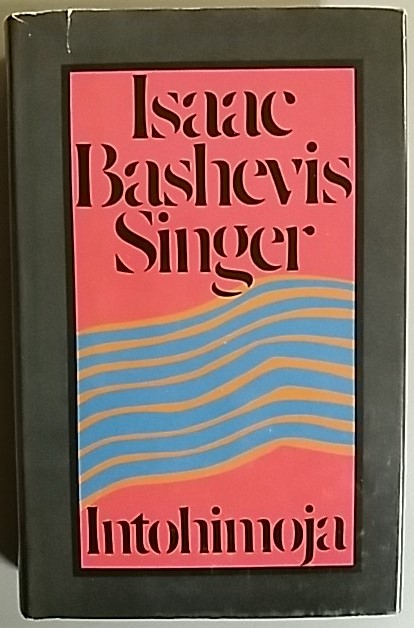 Isaac
Bashevis
Singer
Intohimoja